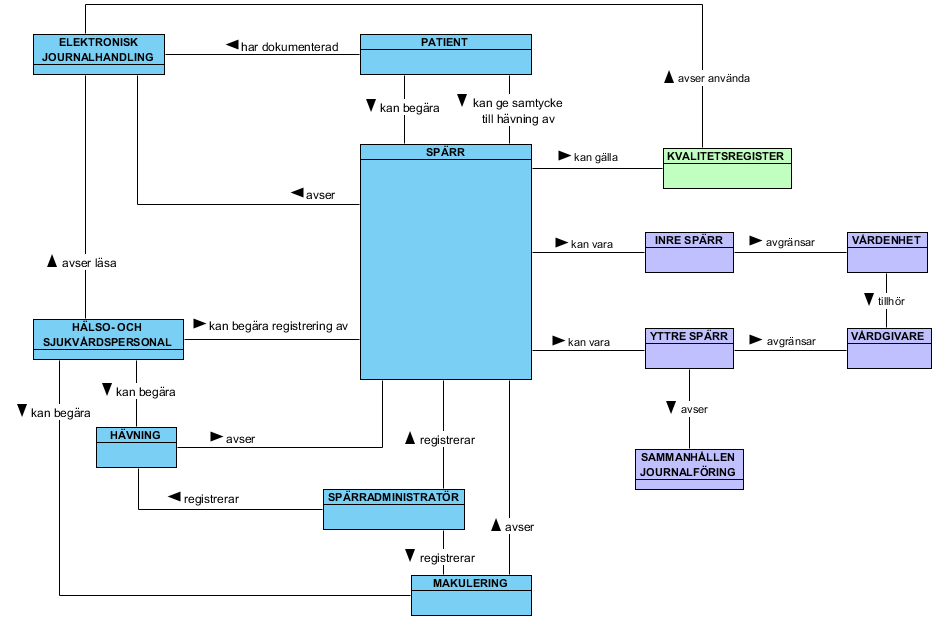 ELEKTRONISK
JOURNALHANDLING
har dokumenterad
PATIENT
avser använda
kan begära
kan ge samtycke
till hävning av
SPÄRR
kan gälla
KVALITETSREGISTER
avser
kan vara
INRE SPÄRR
avgränsar
VÅRDENHET
avser läsa
tillhör
HÄLSO- OCH
SJUKVÅRDSPERSONAL
kan begära registrering av
kan vara
YTTRE SPÄRR
avgränsar
VÅRDGIVARE
kan begära
kan begära
avser
HÄVNING
avser
registrerar
SAMMANHÅLLEN
JOURNALFÖRING
registrerar
SPÄRRADMINISTRATÖR
avser
registrerar
MAKULERING